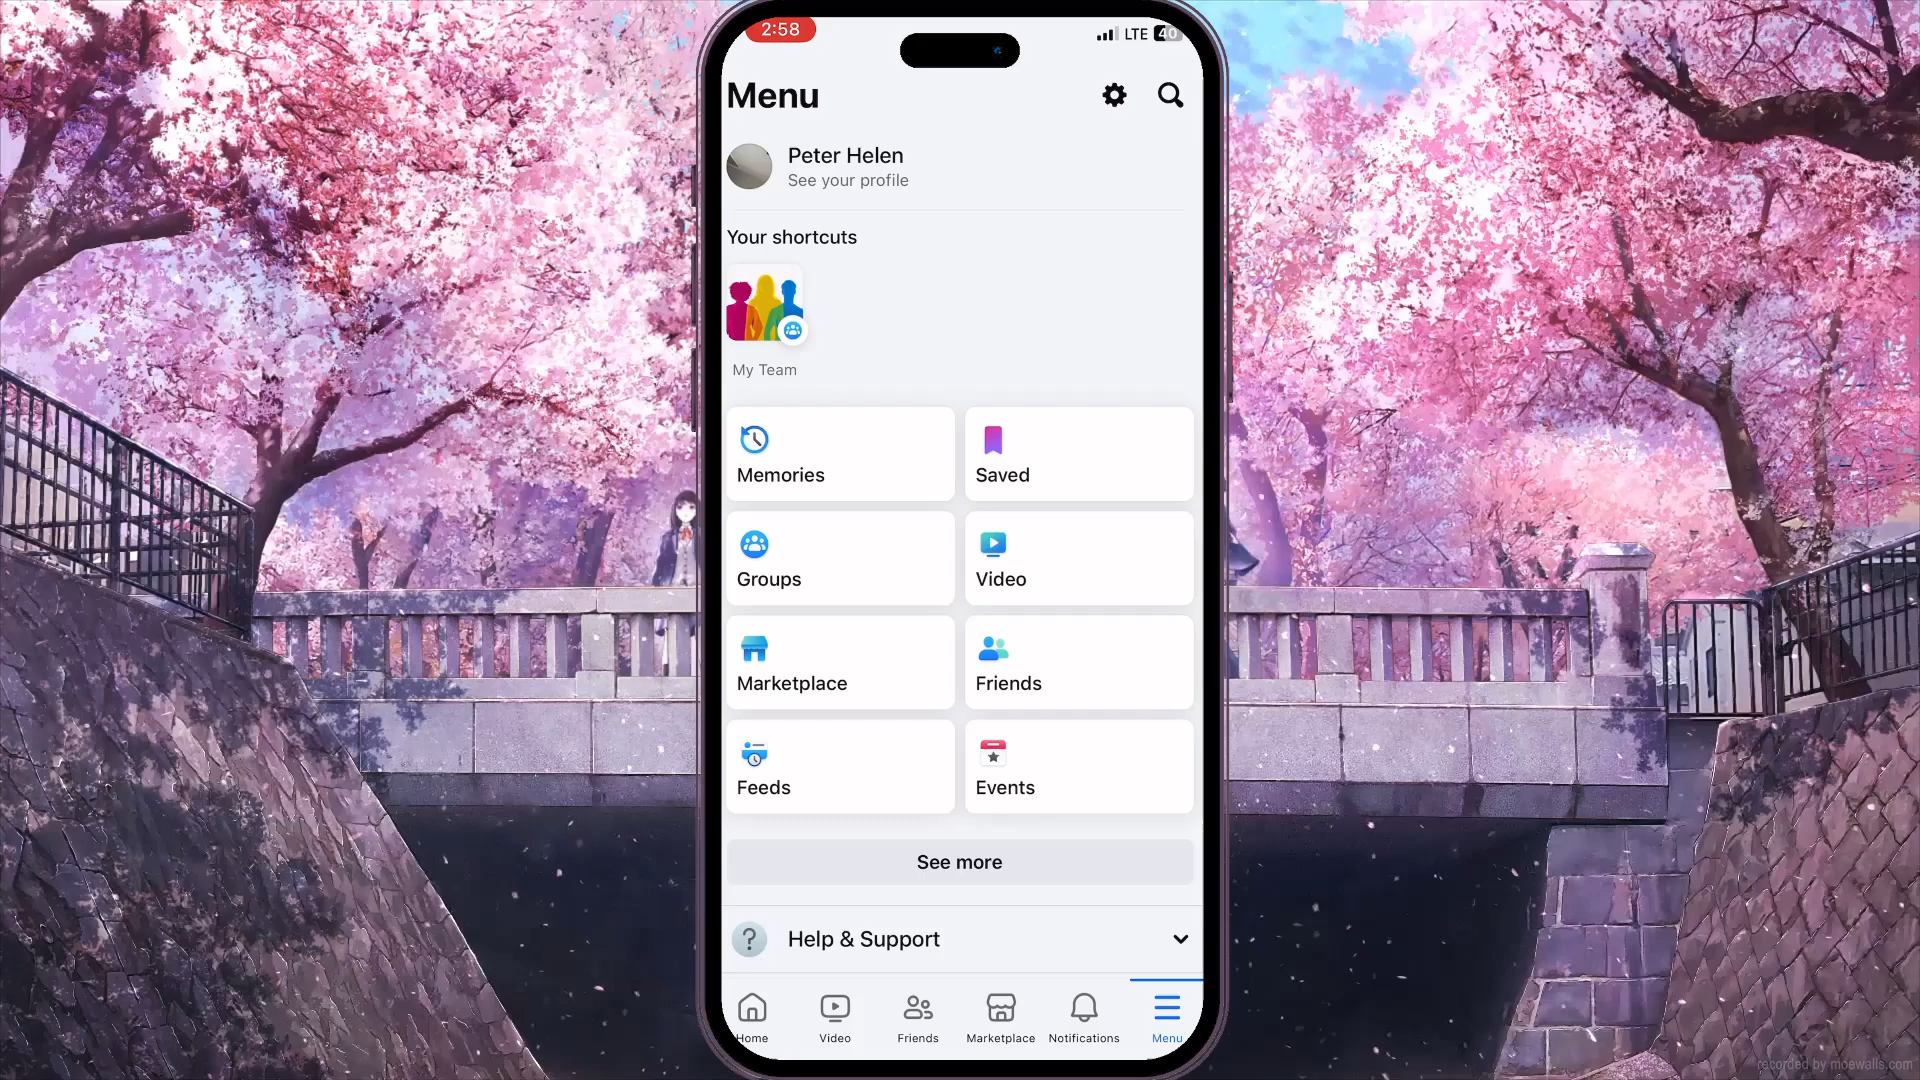 2:58
LTE 40
Menu
Peter Helen
See your profile
Your shortcuts
My Team
Memories
Saved
Groups
Video
Marketplace
Friends
Feeds
Events
See more
? Help & Support
Home
Video
Friends
Marketplace
Notifications
Menu
recorded by moewalls.com